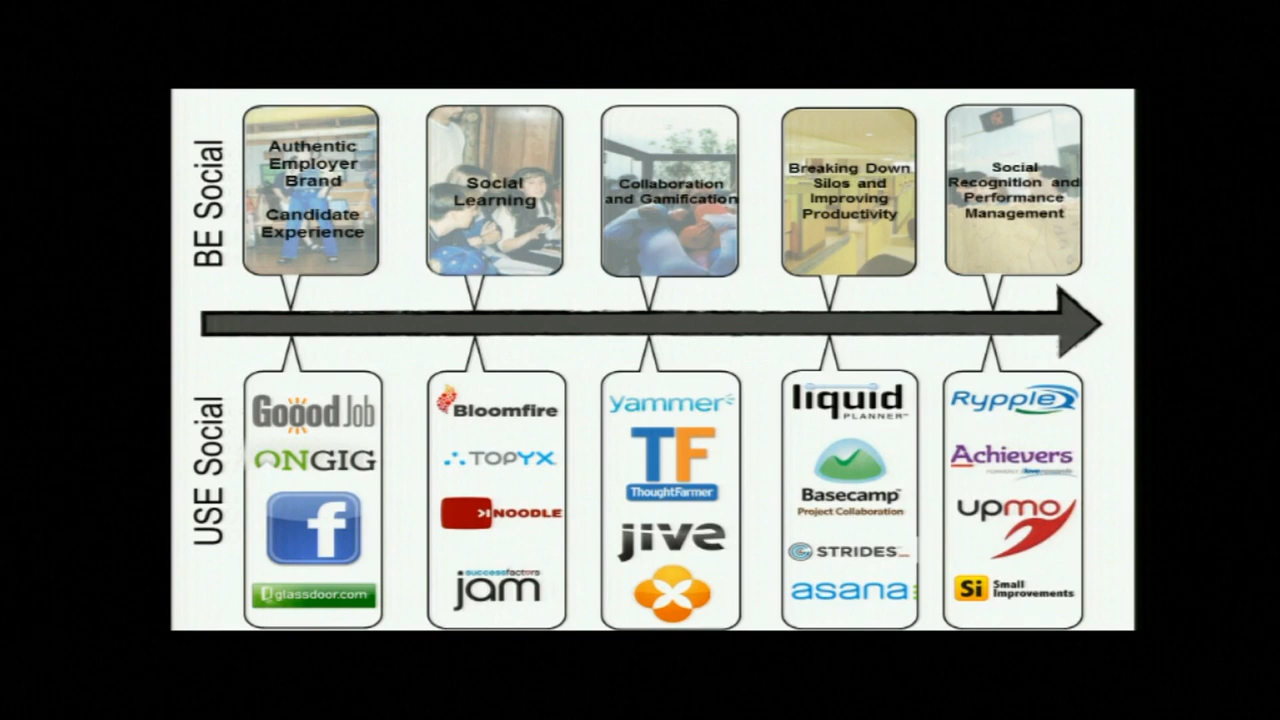 BE Social
Authentic
Employer
Brand
Candidate
Experience
Social
Learning
Collaboration
and Gamification
Breaking Down
Silos and
Improving
Productivity
Social
Recognition and
Performance
Management
USE Social
Goood Job
ONGIG
f
glassdoor.com
Bloomfire
TOPYX
NOODLE
successfactors
jam
yammer
TF
ThoughtFarmer
jive
liquid
PLANNER
Basecamp
Project Collaboration
STRIDES
asana
Rypple
Achievers
upmo
Si Small
Improvements